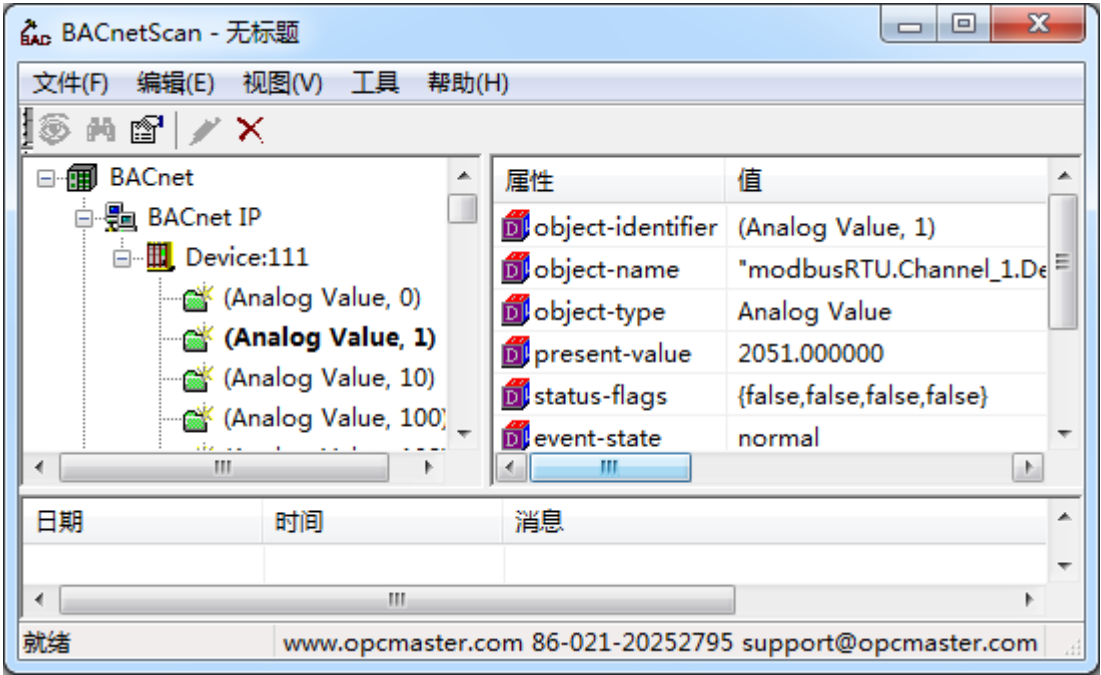 BACnetScan - 无标题
文件(F) 编辑(E) 视图(V) 工具 帮助(H)
BACnet
BACnet IP
Device:111
(Analog Value, 0)
(Analog Value, 1)
(Analog Value, 10)
(Analog Value, 100)
属性 值
object-identifier (Analog Value, 1)
object-name "modbusRTU.Channel_1.De
object-type Analog Value
present-value 2051.000000
status-flags {false,false,false,false}
event-state normal
日期 时间 消息
就绪 www.opcmaster.com 86-021-20252795 support@opcmaster.com